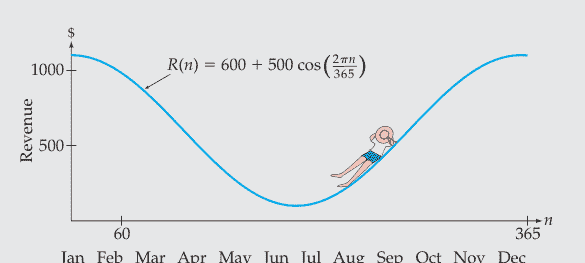 $
R(n) = 600 + 500 cos(2πn/365)
1000
Revenue
500
n
60
365
Jan Feb Mar Apr May Jun Jul Aug Sep Oct Nov Dec